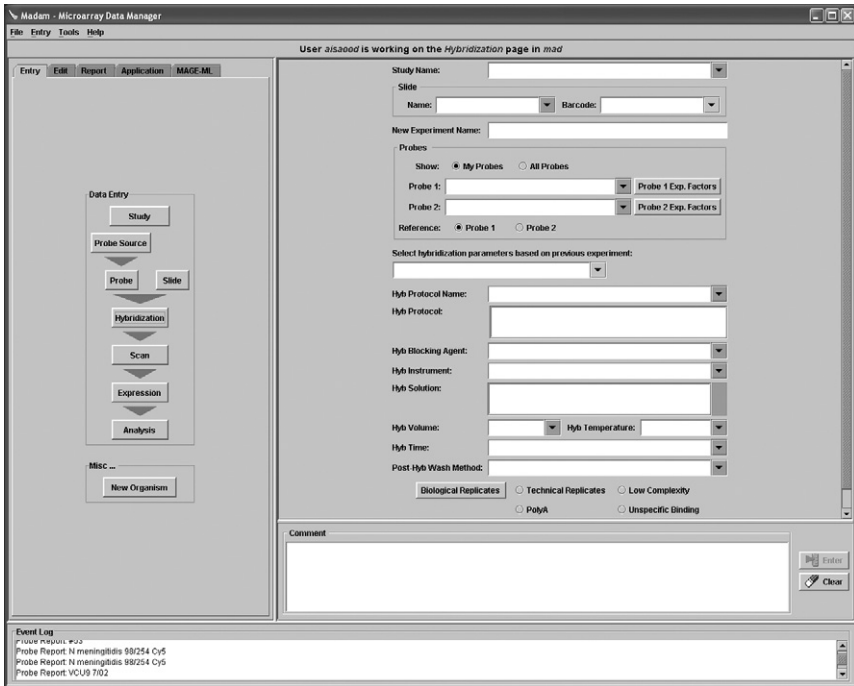 Madam - Microarray Data Manager
File Entry Tools Help
User aisaood is working on the Hybridization page in mad
Entry Edit Report Application MAGE-ML
Data Entry
Study
Probe Source
Probe Slide
Hybridization
Scan
Expression
Analysis
Misc ...
New Organism
Study Name:
Slide
Name: Barcode:
New Experiment Name:
Probes
Show: My Probes All Probes
Probe 1: Probe 1 Exp. Factors
Probe 2: Probe 2 Exp. Factors
Reference: Probe 1 Probe 2
Select hybridization parameters based on previous experiment:
Hyb Protocol Name:
Hyb Protocol:
Hyb Blocking Agent:
Hyb Instrument:
Hyb Solution:
Hyb Volume: Hyb Temperature:
Hyb Time:
Post-Hyb Wash Method:
Biological Replicates Technical Replicates Low Complexity
PolyA Unspecific Binding
Comment
Enter
Clear
Event Log
Probe Report:
Probe Report: N meningitidis 98/254 Cy5
Probe Report: N meningitidis 98/254 Cy5
Probe Report: VCU9 7/02